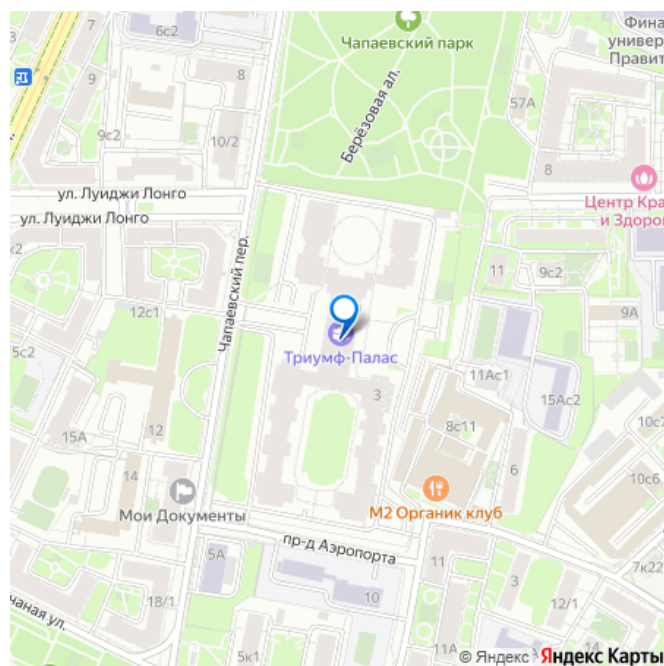 7
6с2
Чапаевский парк
Фина
универ
Правит
9
8
57А
Берёзовая ал.
9с2
10/2
8
ул. Луиджи Лонго
Центр Кра
и Здоро
ул. Луиджи Лонго
Чапаевский пер.
11
9с2
12с1
9А
5с2
Триумф-Палас
11Ас1
3
15Ас2
15А
12
8с11
10с7
14
6
10с6
Мои Документы
М2 Органик клуб
пр-д Аэропорта
5А
11
7к22
3
чаная ул.
18/1
10
12/1
5к1
11А
© Яндекс Яндекс Карты